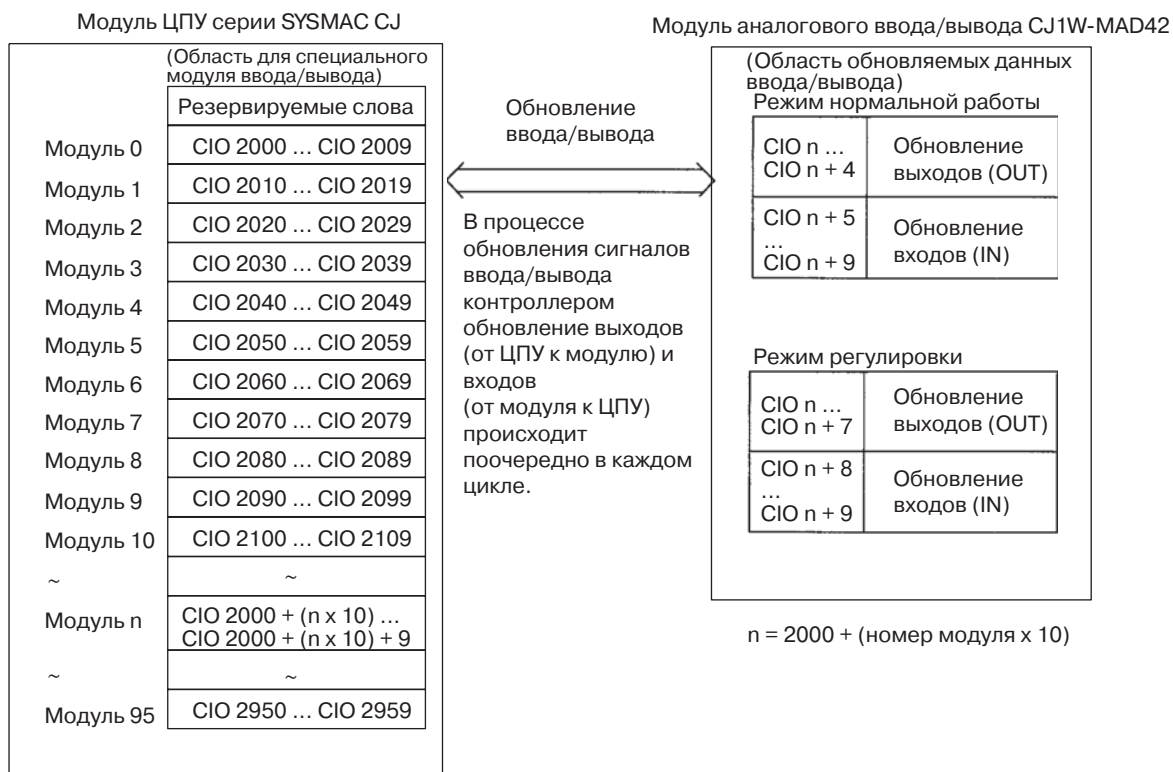 Модуль ЦПУ серии SYSMAC CJ
(Область для специального
модуля ввода/вывода)
Резервируемые слова
Модуль 0 CIO 2000 … CIO 2009
Модуль 1 CIO 2010 … CIO 2019
Модуль 2 CIO 2020 … CIO 2029
Модуль 3 CIO 2030 … CIO 2039
Модуль 4 CIO 2040 … CIO 2049
Модуль 5 CIO 2050 … CIO 2059
Модуль 6 CIO 2060 … CIO 2069
Модуль 7 CIO 2070 … CIO 2079
Модуль 8 CIO 2080 … CIO 2089
Модуль 9 CIO 2090 … CIO 2099
Модуль 10 CIO 2100 … CIO 2109
~ ~
Модуль n CIO 2000 + (n x 10) …
CIO 2000 + (n x 10) + 9
~ ~
Модуль 95 CIO 2950 … CIO 2959
Обновление
ввода/вывода
В процессе
обновления сигналов
ввода/вывода
контроллером
обновление выходов
(от ЦПУ к модулю) и
входов
(от модуля к ЦПУ)
происходит
поочередно в каждом
цикле.
Модуль аналогового ввода/вывода CJ1W-MAD42
(Область обновляемых данных
ввода/вывода)
Режим нормальной работы
CIO n …
CIO n + 4
Обновление
выходов (OUT)
CIO n + 5
…
CIO n + 9
Обновление
входов (IN)
Режим регулировки
CIO n …
CIO n + 7
Обновление
выходов (OUT)
CIO n + 8
…
CIO n + 9
Обновление
входов (IN)
n = 2000 + (номер модуля x 10)